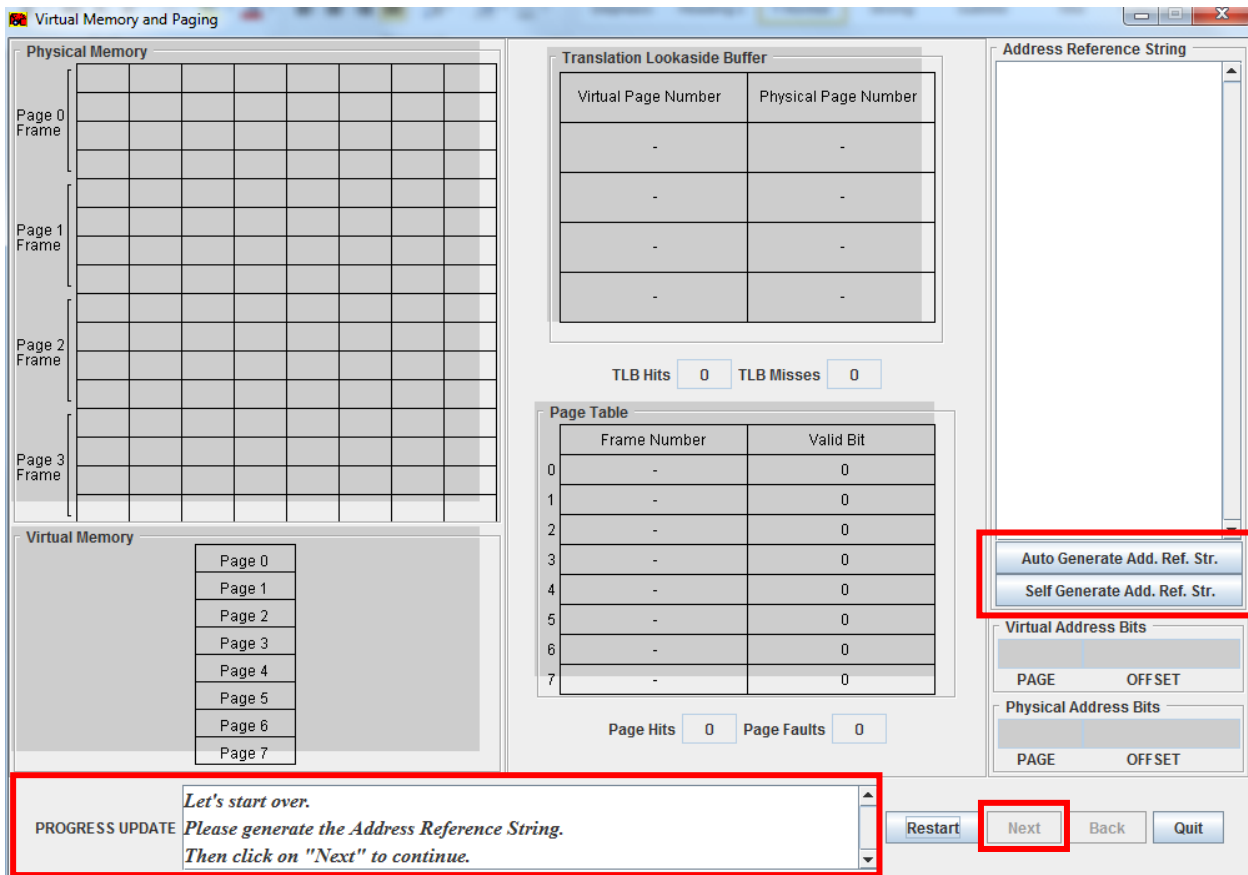 Virtual Memory and Paging
Physical Memory
Page 0
Frame
Page 1
Frame
Page 2
Frame
Page 3
Frame
Virtual Memory
Page 0
Page 1
Page 2
Page 3
Page 4
Page 5
Page 6
Page 7
Translation Lookaside Buffer
Virtual Page Number Physical Page Number
- -
- -
- -
- -
TLB Hits 0 TLB Misses 0
Page Table
Frame Number Valid Bit
0 - 0
1 - 0
2 - 0
3 - 0
4 - 0
5 - 0
6 - 0
7 - 0
Page Hits 0 Page Faults 0
Address Reference String
Auto Generate Add. Ref. Str.
Self Generate Add. Ref. Str.
Virtual Address Bits
PAGE OFFSET
Physical Address Bits
PAGE OFFSET
PROGRESS UPDATE
Let's start over.
Please generate the Address Reference String.
Then click on "Next" to continue.
Restart Next Back Quit